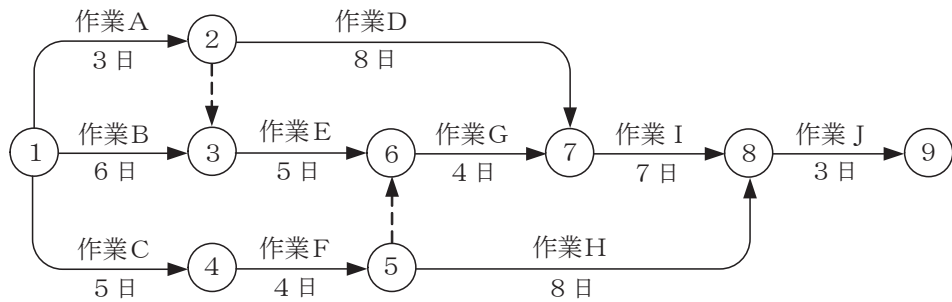 作業A
3日
②
作業D
8日
①
作業B
6日
③
作業E
5日
⑥
作業G
4日
⑦
作業I
7日
⑧
作業J
3日
⑨
作業C
5日
④
作業F
4日
⑤
作業H
8日